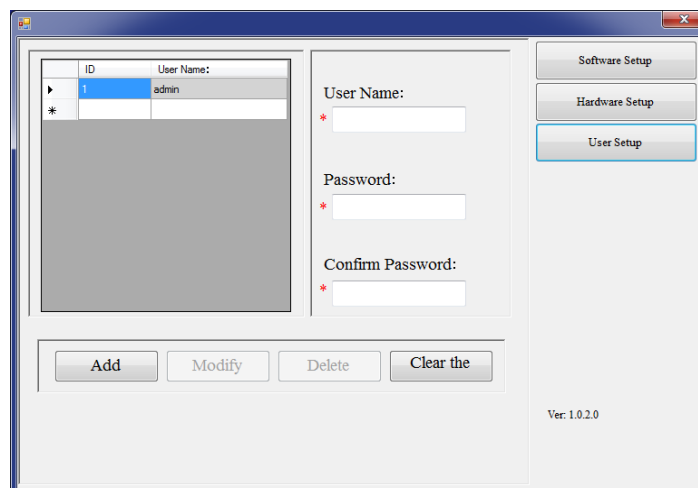 ID User Name:
1 admin
User Name:
*
Password:
*
Confirm Password:
*
Add Modify Delete Clear the
Software Setup
Hardware Setup
User Setup
Ver: 1.0.2.0